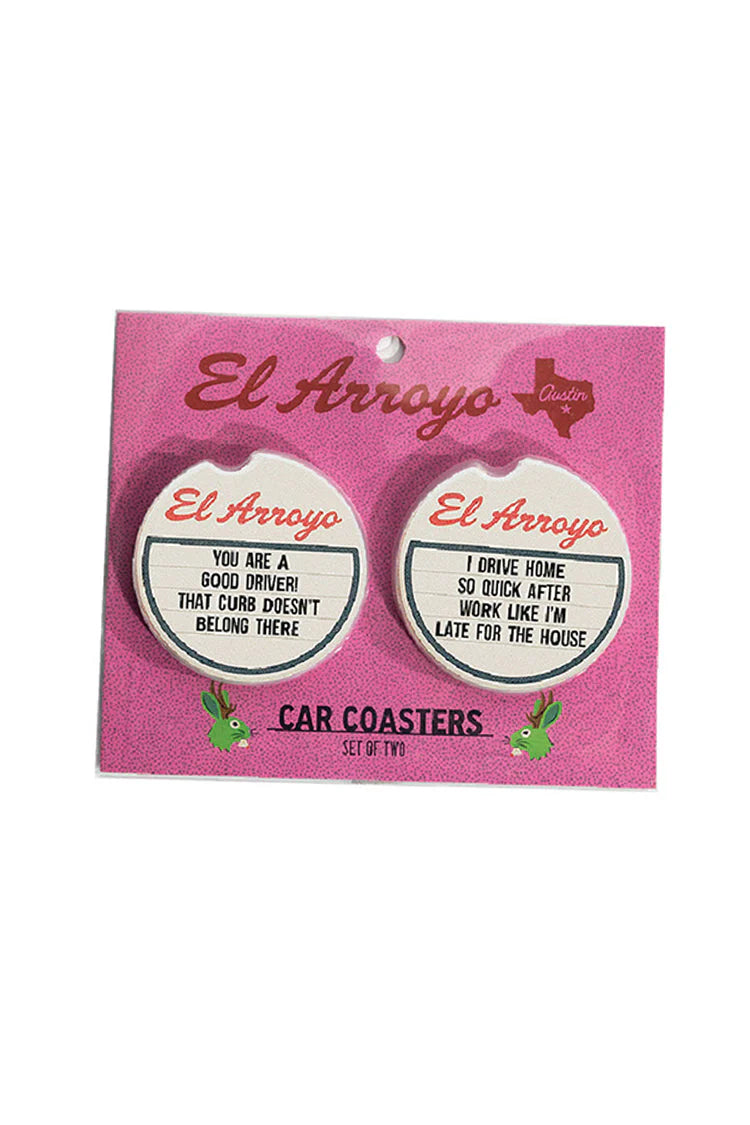 El Arroyo
Austin
El Arroyo
YOU ARE A
GOOD DRIVER!
THAT CURB DOESN'T
BELONG THERE
El Arroyo
I DRIVE HOME
SO QUICK AFTER
WORK LIKE I'M
LATE FOR THE HOUSE
CAR COASTERS
SET OF TWO